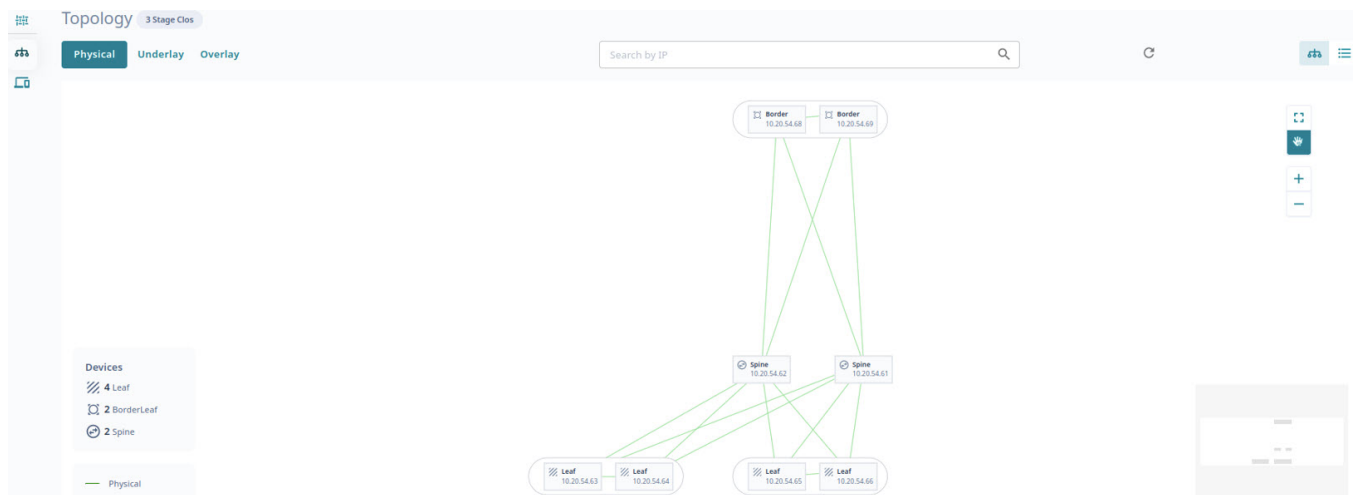 Topology 3 Stage Clos
Physical Underlay Overlay
Search by IP
Border
10.20.54.68
Border
10.20.54.69
Spine
10.20.54.62
Spine
10.20.54.61
Devices
4 Leaf
2 BorderLeaf
2 Spine
Leaf
10.20.54.63
Leaf
10.20.54.64
Leaf
10.20.54.65
Leaf
10.20.54.66
Physical